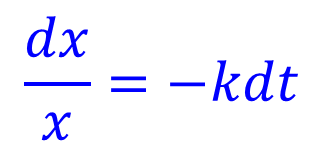 dx/x = −kdt